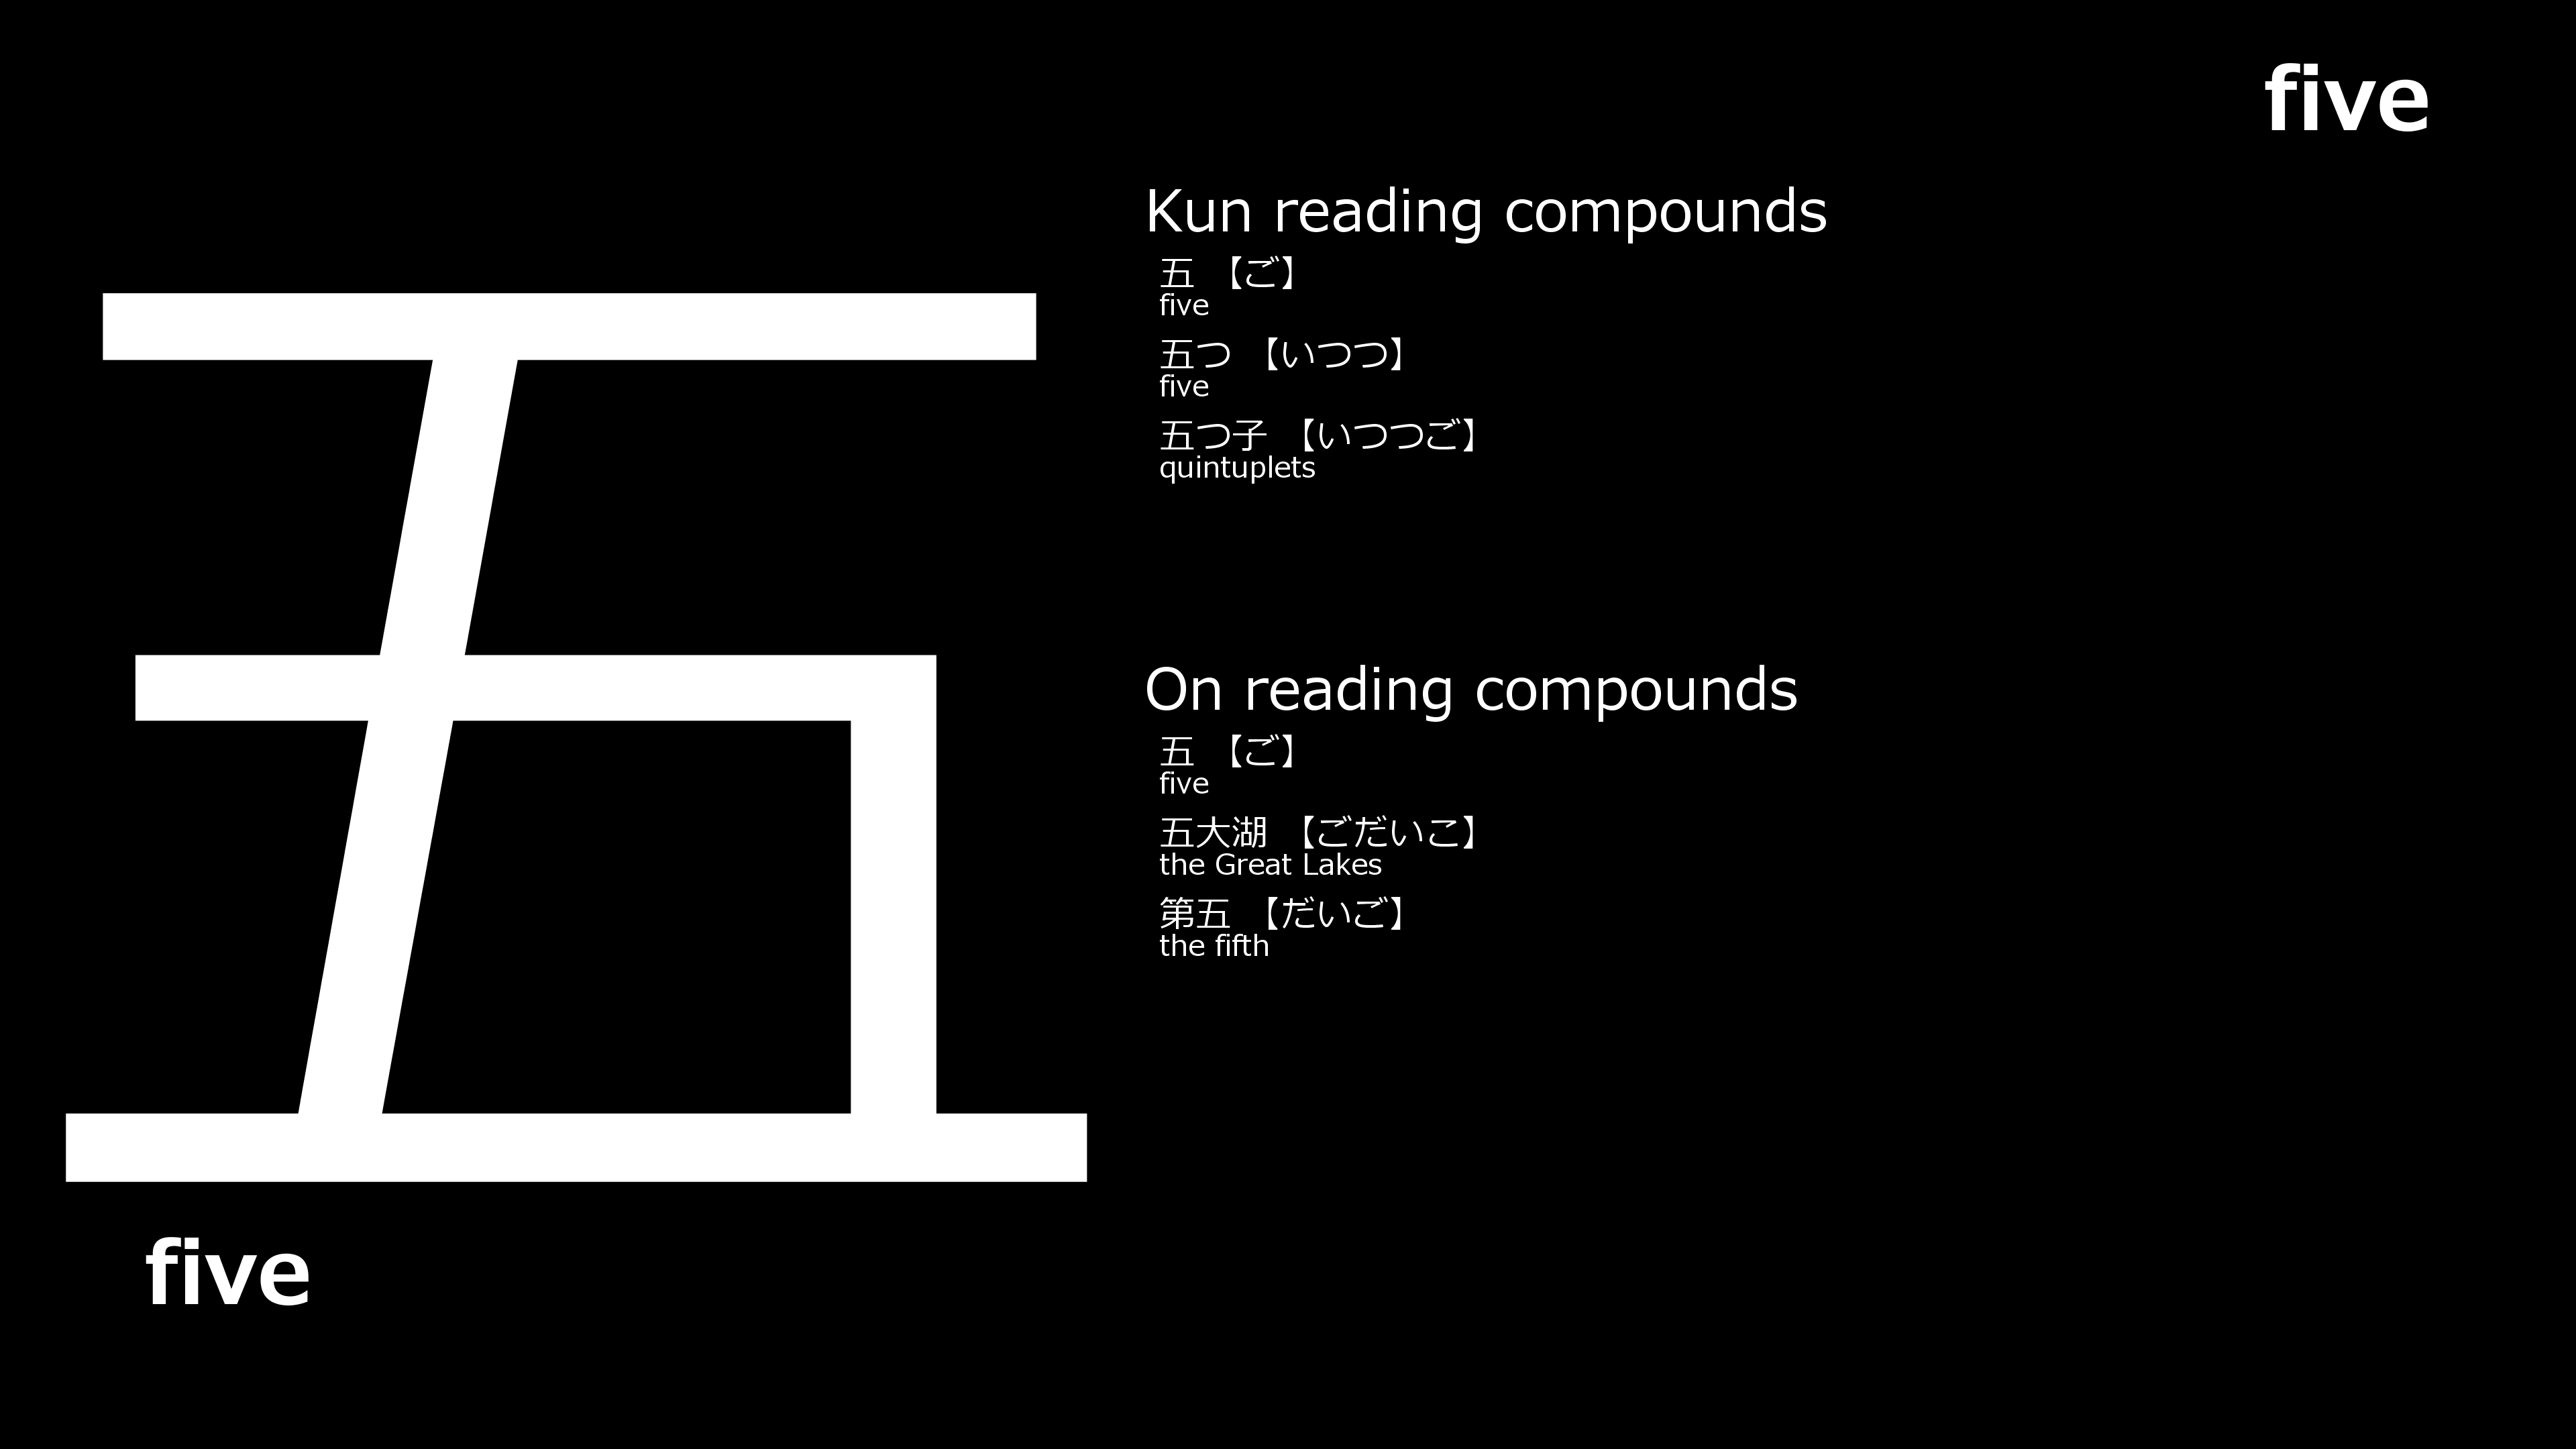 five
五
Kun reading compounds
五 【ご】
five
五つ 【いつつ】
five
五つ子 【いつつご】
quintuplets
On reading compounds
五 【ご】
five
五大湖 【ごだいこ】
the Great Lakes
第五 【だいご】
the fifth
five